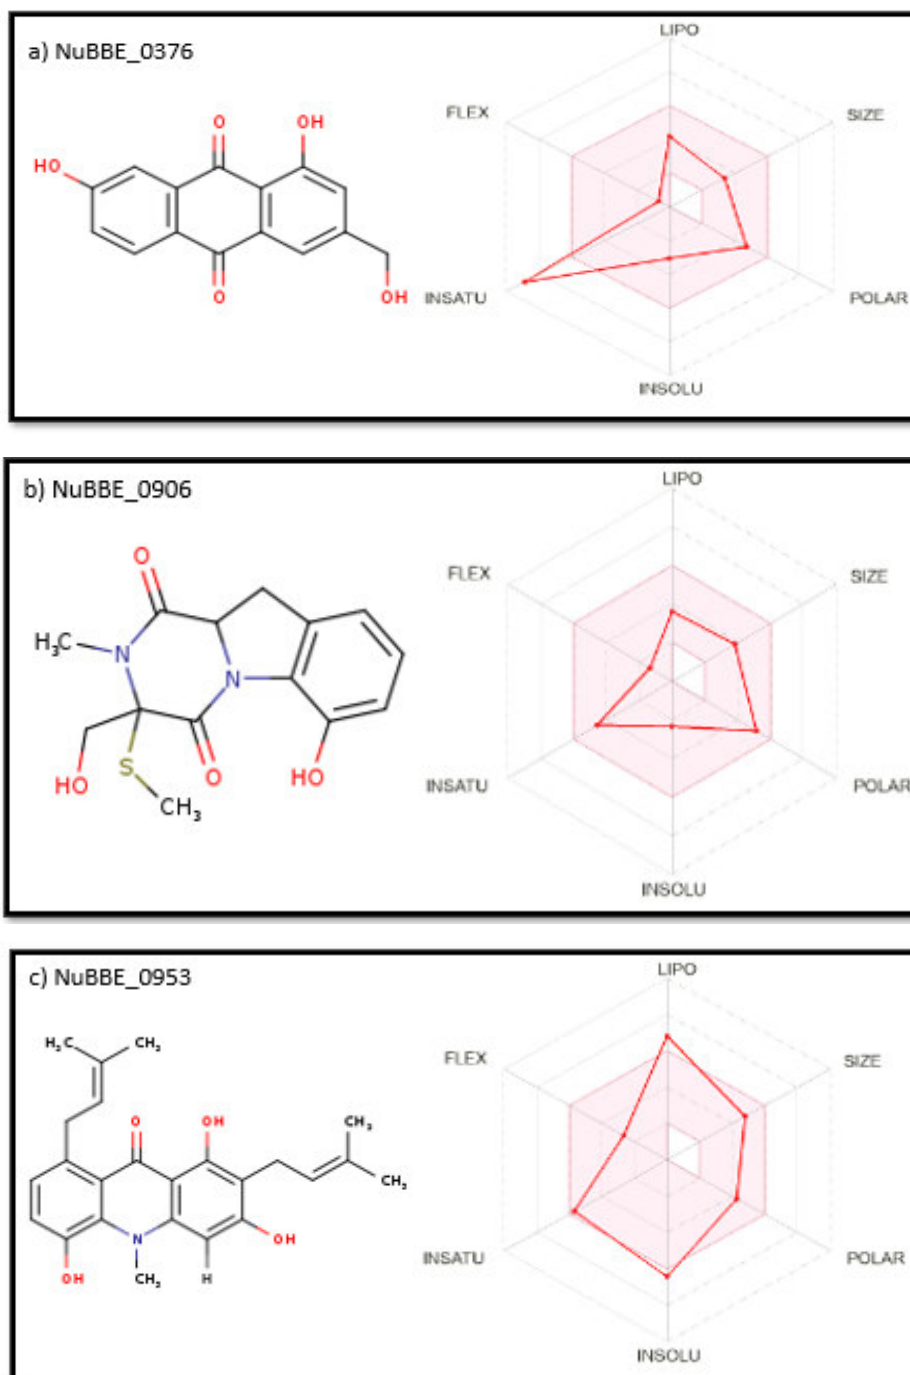 a) NuBBE_0376
LIPO
FLEX
SIZE
O
OH
HO
O
OH
INSATU
POLAR
INSOLU
b) NuBBE_0906
LIPO
FLEX
SIZE
O
H₃C
N
N
HO
S
O
HO
CH₃
INSATU
POLAR
INSOLU
c) NuBBE_0953
LIPO
H₃C
CH₃
FLEX
SIZE
O
OH
CH₃
CH₃
N
OH
OH
CH₃
H
INSATU
POLAR
INSOLU